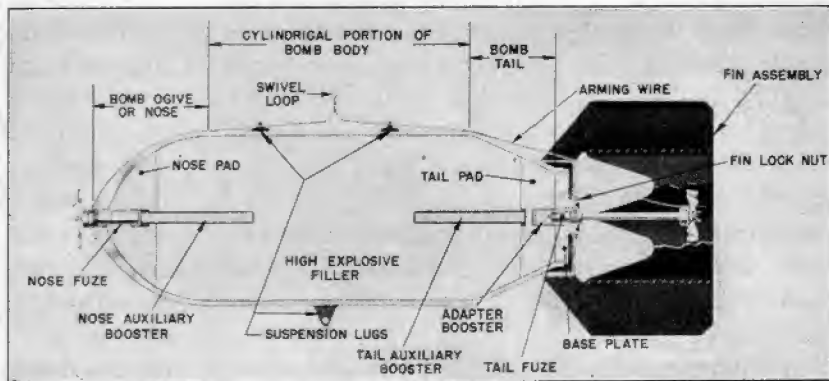 CYLINDRICAL PORTION OF
BOMB BODY
BOMB
TAIL
FIN ASSEMBLY
SWIVEL
LOOP
ARMING WIRE
BOMB OGIVE
OR NOSE
NOSE PAD
TAIL PAD
FIN LOCK NUT
HIGH EXPLOSIVE
FILLER
NOSE FUZE
NOSE AUXILIARY
BOOSTER
SUSPENSION LUGS
ADAPTER
BOOSTER
TAIL AUXILIARY
BOOSTER
BASE PLATE
TAIL FUZE